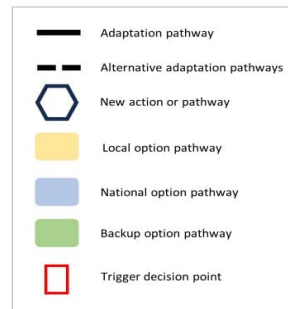 Adaptation pathway
Alternative adaptation pathways
New action or pathway
Local option pathway
National option pathway
Backup option pathway
Trigger decision point